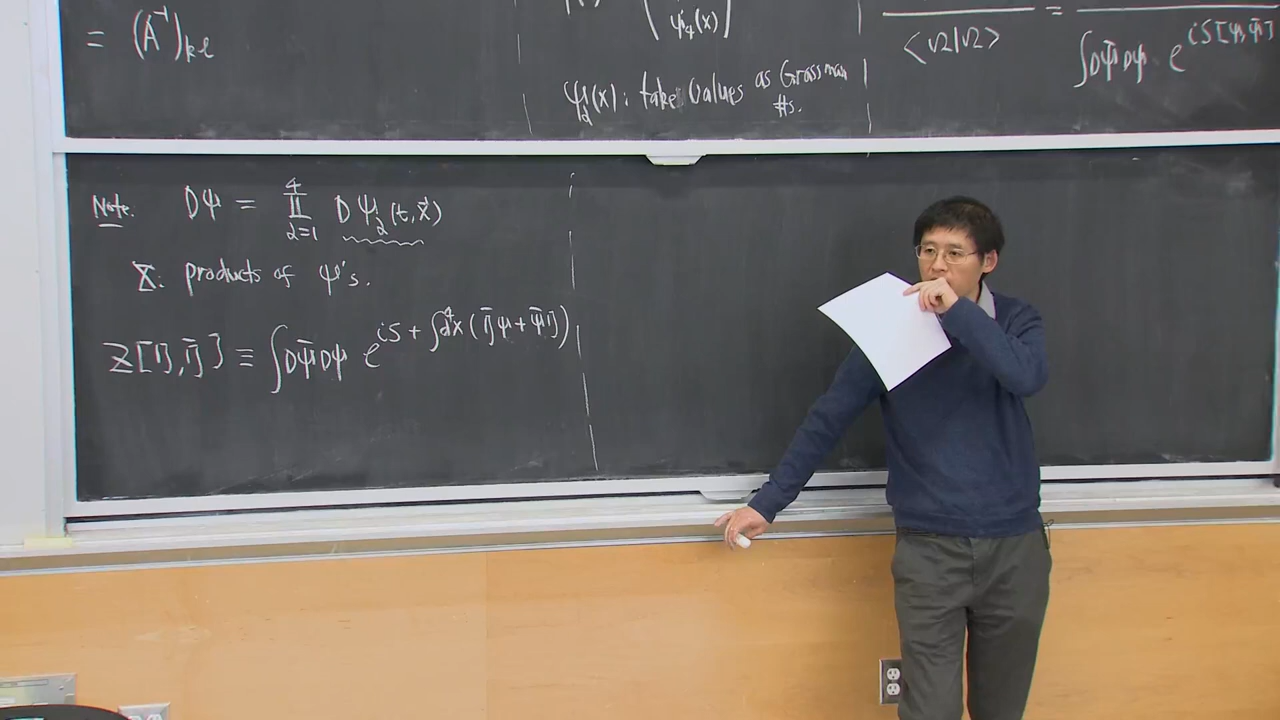 = (A⁻¹)ₖₗ
ψ₄(x)
ψ_α(x) : take values as Grassman
#s.
<Ω|Ω> = ∫Dψ̄Dψ e^{iS[ψ,ψ̄]}
Note. Dψ = ∏_{α=1}^{4} Dψ_α(t,x⃗)
X: products of ψ's.
Z[η,η̄] ≡ ∫Dψ̄Dψ e^{iS + ∫d⁴x (η̄ψ + ψ̄η)}